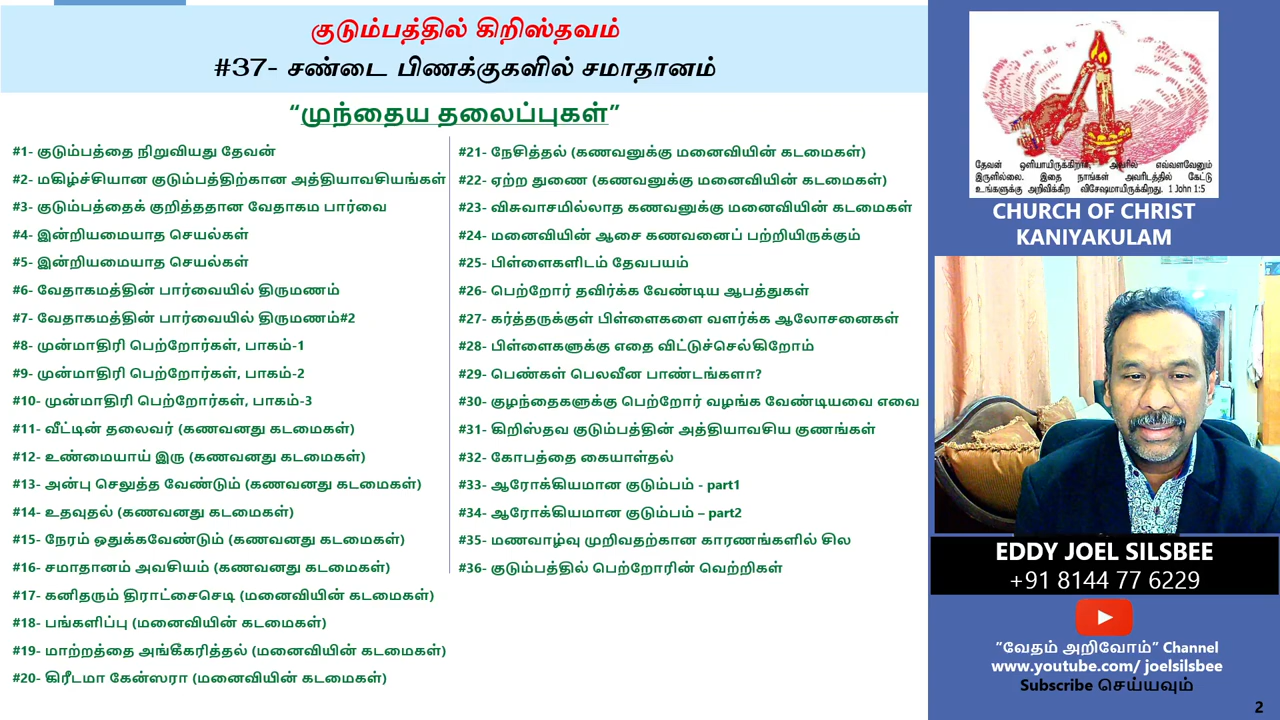 குடும்பத்தில் கிறிஸ்தவம்
#37- சண்டை பிணக்குகளில் சமாதானம்
“முந்தைய தலைப்புகள்”
#1- குடும்பத்தை நிறுவியது தேவன்
#2- மகிழ்ச்சியான குடும்பத்திற்கான அத்தியாவசியங்கள்
#3- குடும்பத்தைக் குறித்ததான வேதாகம பார்வை
#4- இன்றியமையாத செயல்கள்
#5- இன்றியமையாத செயல்கள்
#6- வேதாகமத்தின் பார்வையில் திருமணம்
#7- வேதாகமத்தின் பார்வையில் திருமணம்#2
#8- முன்மாதிரி பெற்றோர்கள், பாகம்-1
#9- முன்மாதிரி பெற்றோர்கள், பாகம்-2
#10- முன்மாதிரி பெற்றோர்கள், பாகம்-3
#11- வீட்டின் தலைவர் (கணவனது கடமைகள்)
#12- உண்மையாய் இரு (கணவனது கடமைகள்)
#13- அன்பு செலுத்த வேண்டும் (கணவனது கடமைகள்)
#14- உதவுதல் (கணவனது கடமைகள்)
#15- நேரம் ஒதுக்கவேண்டும் (கணவனது கடமைகள்)
#16- சமாதானம் அவசியம் (கணவனது கடமைகள்)
#17- கனிதரும் திராட்சைசெடி (மனைவியின் கடமைகள்)
#18- பங்களிப்பு (மனைவியின் கடமைகள்)
#19- மாற்றத்தை அங்கீகரித்தல் (மனைவியின் கடமைகள்)
#20- கிரீடமா கேன்ஸரா (மனைவியின் கடமைகள்)
#21- நேசித்தல் (கணவனுக்கு மனைவியின் கடமைகள்)
#22- ஏற்ற துணை (கணவனுக்கு மனைவியின் கடமைகள்)
#23- விசுவாசமில்லாத கணவனுக்கு மனைவியின் கடமைகள்
#24- மனைவியின் ஆசை கணவனைப் பற்றியிருக்கும்
#25- பிள்ளைகளிடம் தேவபயம்
#26- பெற்றோர் தவிர்க்க வேண்டிய ஆபத்துகள்
#27- கர்த்தருக்குள் பிள்ளைகளை வளர்க்க ஆலோசனைகள்
#28- பிள்ளைகளுக்கு எதை விட்டுச்செல்கிறோம்
#29- பெண்கள் பெலவீன பாண்டங்களா?
#30- குழந்தைகளுக்கு பெற்றோர் வழங்க வேண்டியவை எவை
#31- கிறிஸ்தவ குடும்பத்தின் அத்தியாவசிய குணங்கள்
#32- கோபத்தை கையாள்தல்
#33- ஆரோக்கியமான குடும்பம் - part1
#34- ஆரோக்கியமான குடும்பம் – part2
#35- மணவாழ்வு முறிவதற்கான காரணங்களில் சில
#36- குடும்பத்தில் பெற்றோரின் வெற்றிகள்
தேவன் ஒளியாயிருக்கிறார், அவரில் எவ்வளவேனும்
இருளில்லை. இதை நாங்கள் அவரிடத்தில் கேட்டு
உங்களுக்கு அறிவிக்கிற விசேஷமாயிருக்கிறது. 1 John 1:5
CHURCH OF CHRIST
KANIYAKULAM
EDDY JOEL SILSBEE
+91 8144 77 6229
”வேதம் அறிவோம்” Channel
www.youtube.com/ joelsilsbee
Subscribe செய்யவும்
2